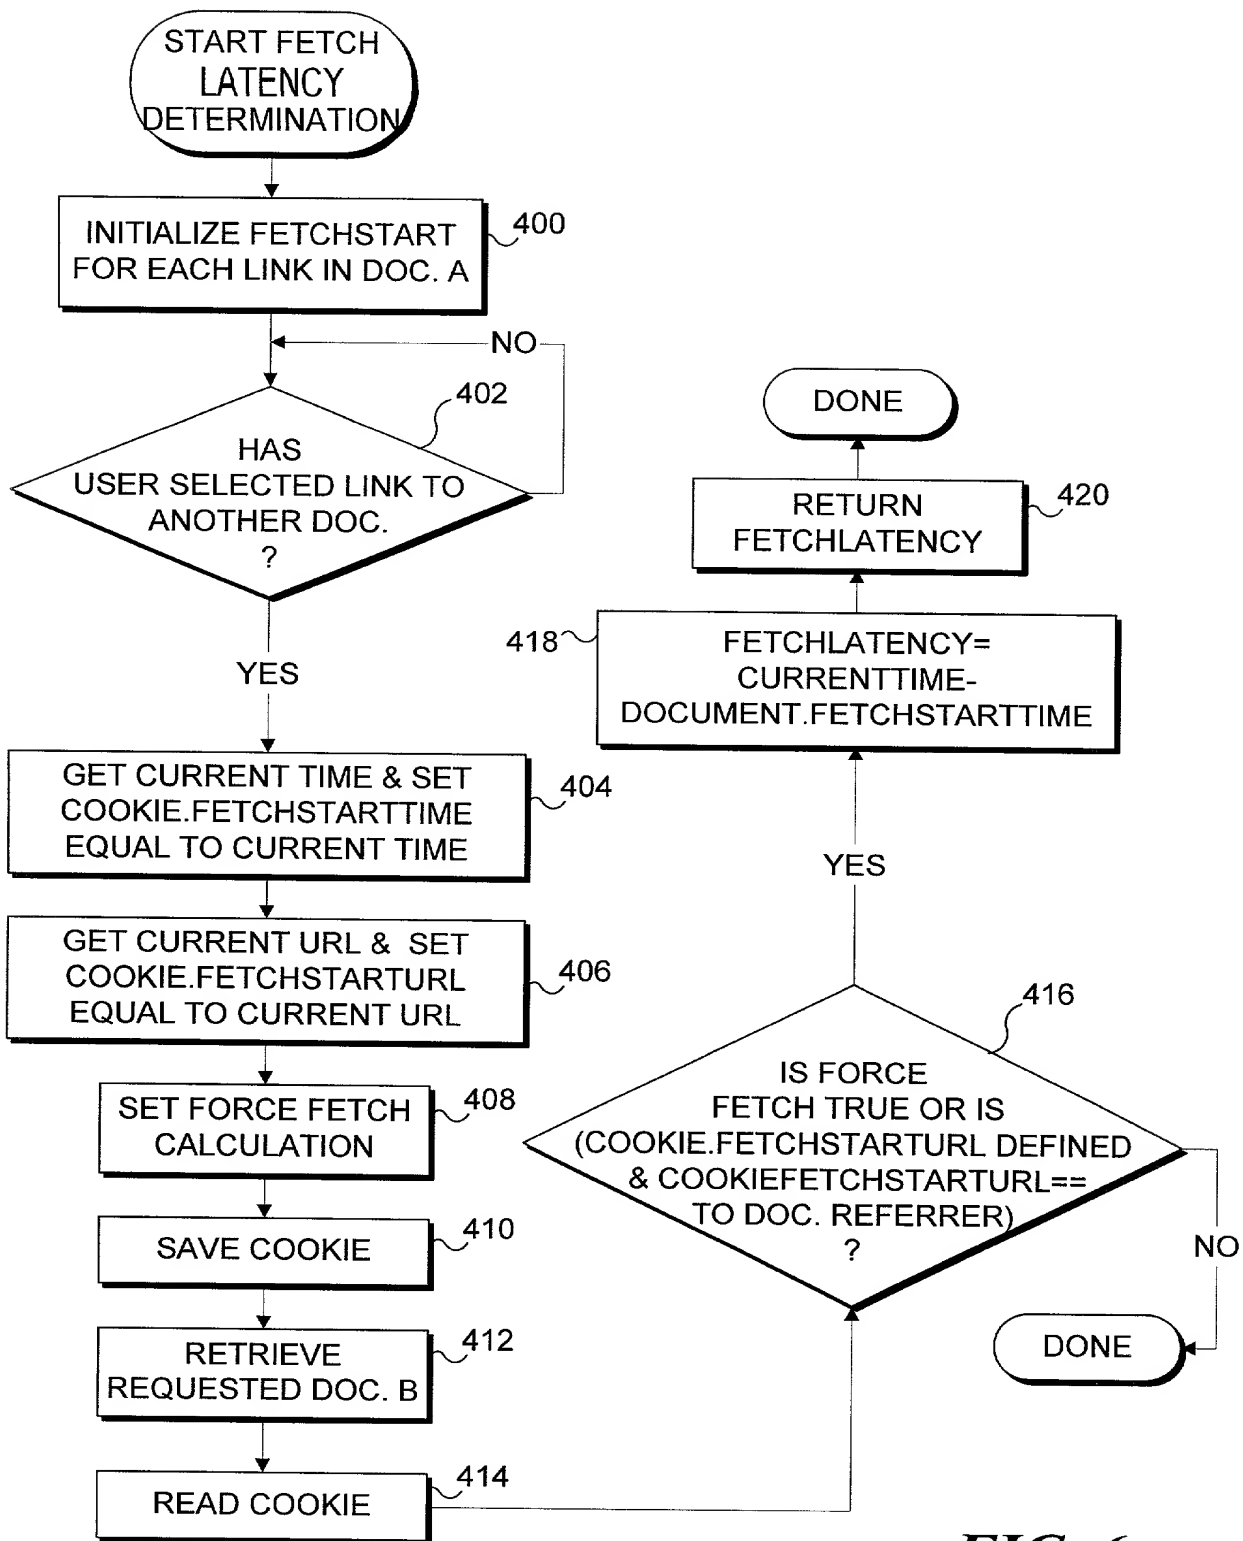 START FETCH
LATENCY
DETERMINATION
INITIALIZE FETCHSTART
FOR EACH LINK IN DOC. A
400
NO
402
HAS
USER SELECTED LINK TO
ANOTHER DOC.
?
YES
GET CURRENT TIME & SET
COOKIE.FETCHSTARTTIME
EQUAL TO CURRENT TIME
404
GET CURRENT URL & SET
COOKIE.FETCHSTARTURL
EQUAL TO CURRENT URL
406
SET FORCE FETCH
CALCULATION
408
SAVE COOKIE
410
RETRIEVE
REQUESTED DOC. B
412
READ COOKIE
414
IS FORCE
FETCH TRUE OR IS
(COOKIE.FETCHSTARTURL DEFINED
& COOKIEFETCHSTARTURL==
TO DOC. REFERRER)
?
416
NO
DONE
YES
FETCHLATENCY=
CURRENTTIME-
DOCUMENT.FETCHSTARTTIME
418
RETURN
FETCHLATENCY
420
DONE